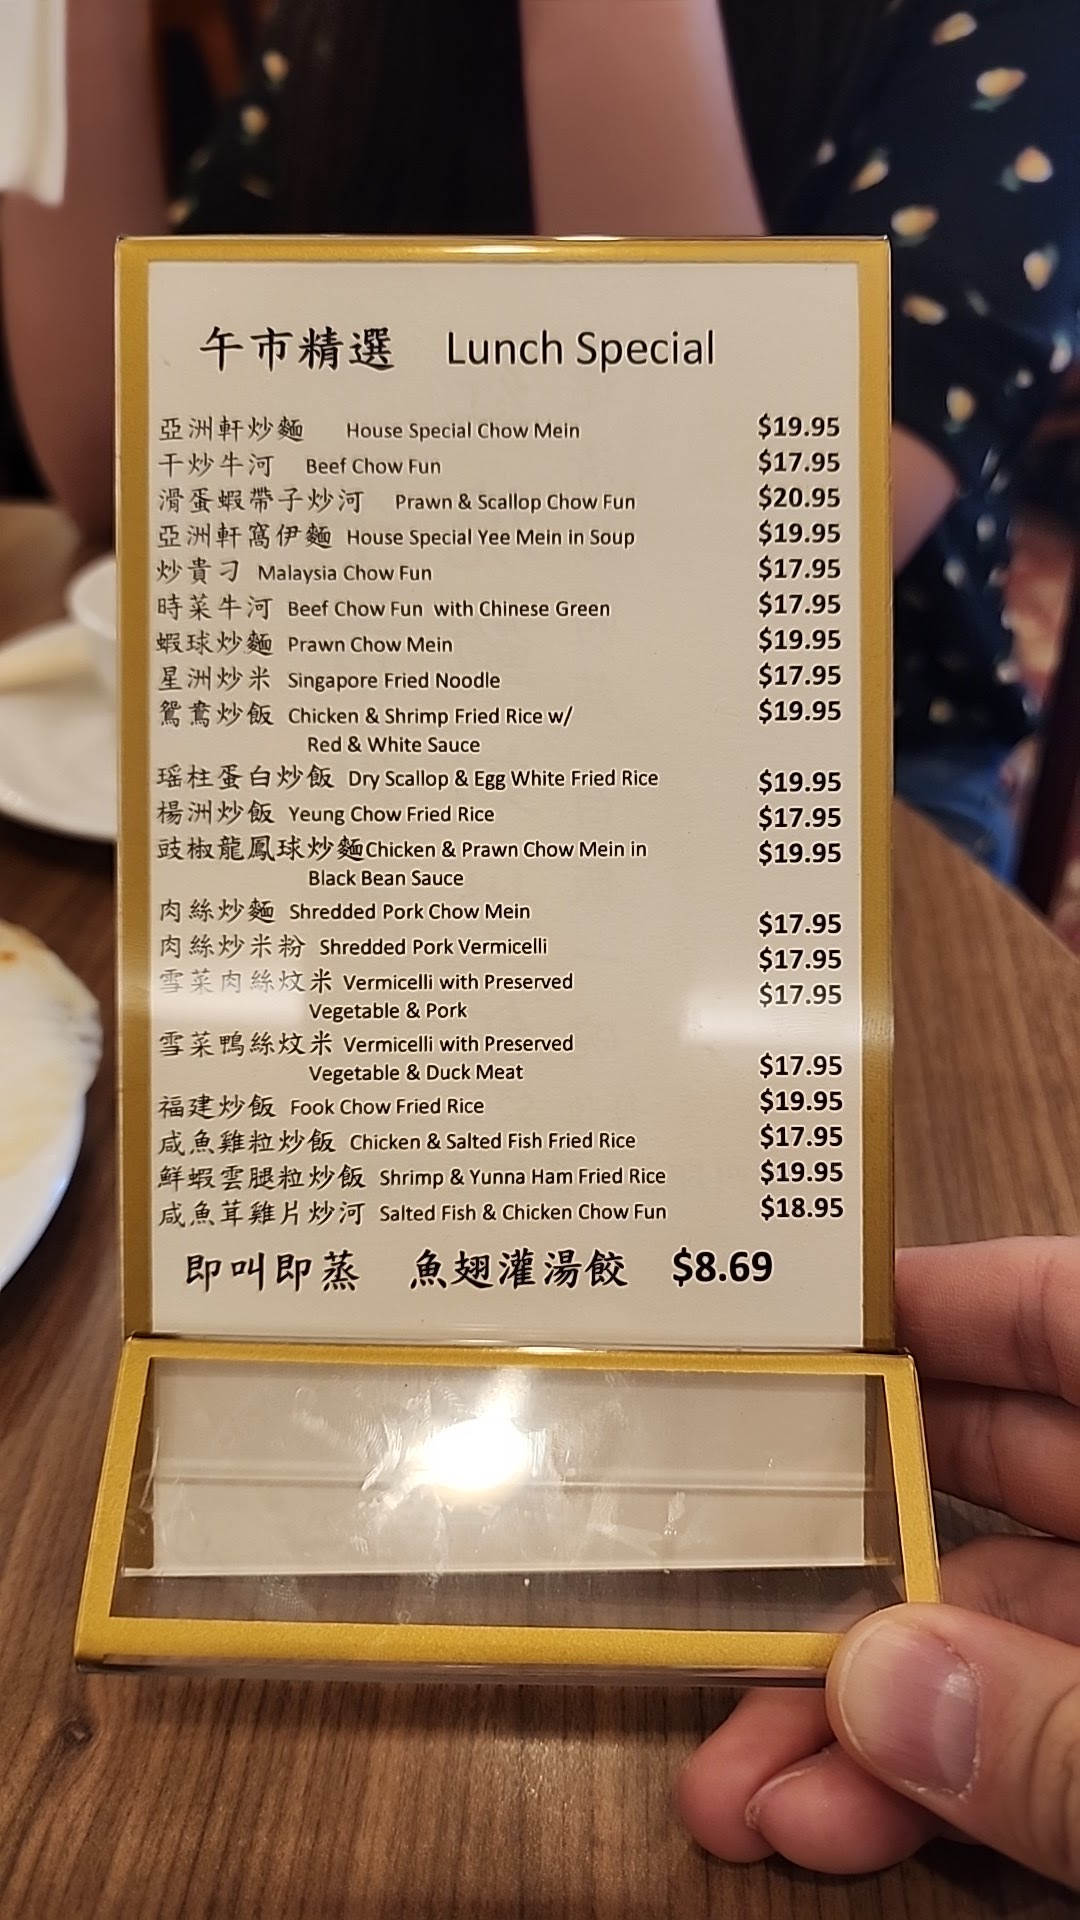 午市精選 Lunch Special
亞洲軒炒麵 House Special Chow Mein $19.95
干炒牛河 Beef Chow Fun $17.95
滑蛋蝦帶子炒河 Prawn & Scallop Chow Fun $20.95
亞洲軒窩伊麵 House Special Yee Mein in Soup $19.95
炒貴刁 Malaysia Chow Fun $17.95
時菜牛河 Beef Chow Fun with Chinese Green $17.95
蝦球炒麵 Prawn Chow Mein $19.95
星洲炒米 Singapore Fried Noodle $17.95
鴛鴦炒飯 Chicken & Shrimp Fried Rice w/ $19.95
Red & White Sauce
瑶柱蛋白炒飯 Dry Scallop & Egg White Fried Rice $19.95
楊洲炒飯 Yeung Chow Fried Rice $17.95
豉椒龍鳳球炒麵Chicken & Prawn Chow Mein in $19.95
Black Bean Sauce
肉絲炒麵 Shredded Pork Chow Mein $17.95
肉絲炒米粉 Shredded Pork Vermicelli $17.95
雪菜肉絲炆米 Vermicelli with Preserved $17.95
Vegetable & Pork
雪菜鴨絲炆米 Vermicelli with Preserved
Vegetable & Duck Meat $17.95
福建炒飯 Fook Chow Fried Rice $19.95
咸魚雞粒炒飯 Chicken & Salted Fish Fried Rice $17.95
鮮蝦雲腿粒炒飯 Shrimp & Yunna Ham Fried Rice $19.95
咸魚茸雞片炒河 Salted Fish & Chicken Chow Fun $18.95
即叫即蒸 魚翅灌湯餃 $8.69